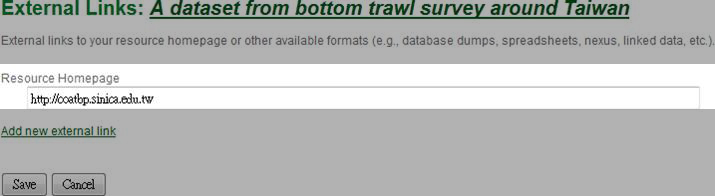 External Links: A dataset from bottom trawl survey around Taiwan
External links to your resource homepage or other available formats (e.g., database dumps, spreadsheets, nexus, linked data, etc.).
Resource Homepage
http://coatbp.sinica.edu.tw
Add new external link
Save Cancel